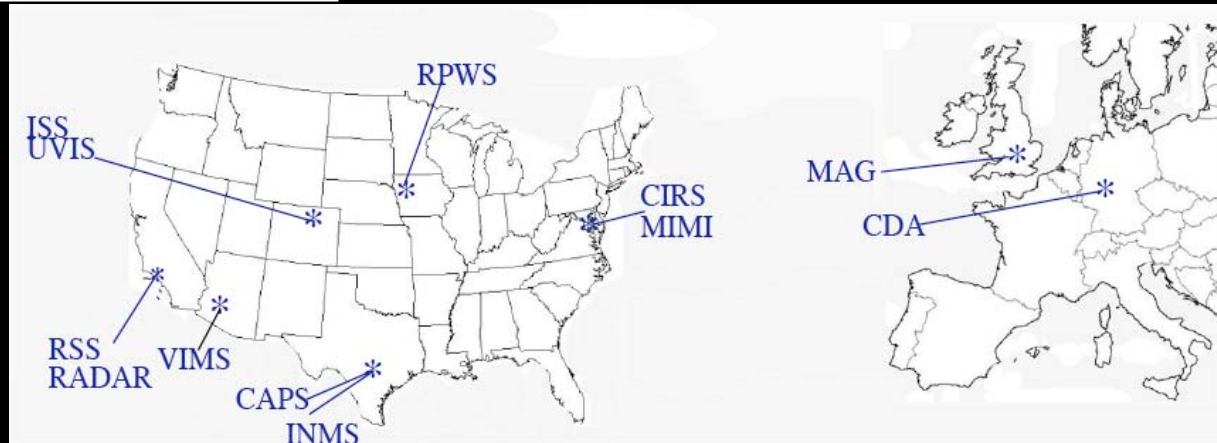 RPWS
ISS
UVIS
CIRS
MIMI
MAG
CDA
RSS
RADAR
VIMS
CAPS
INMS